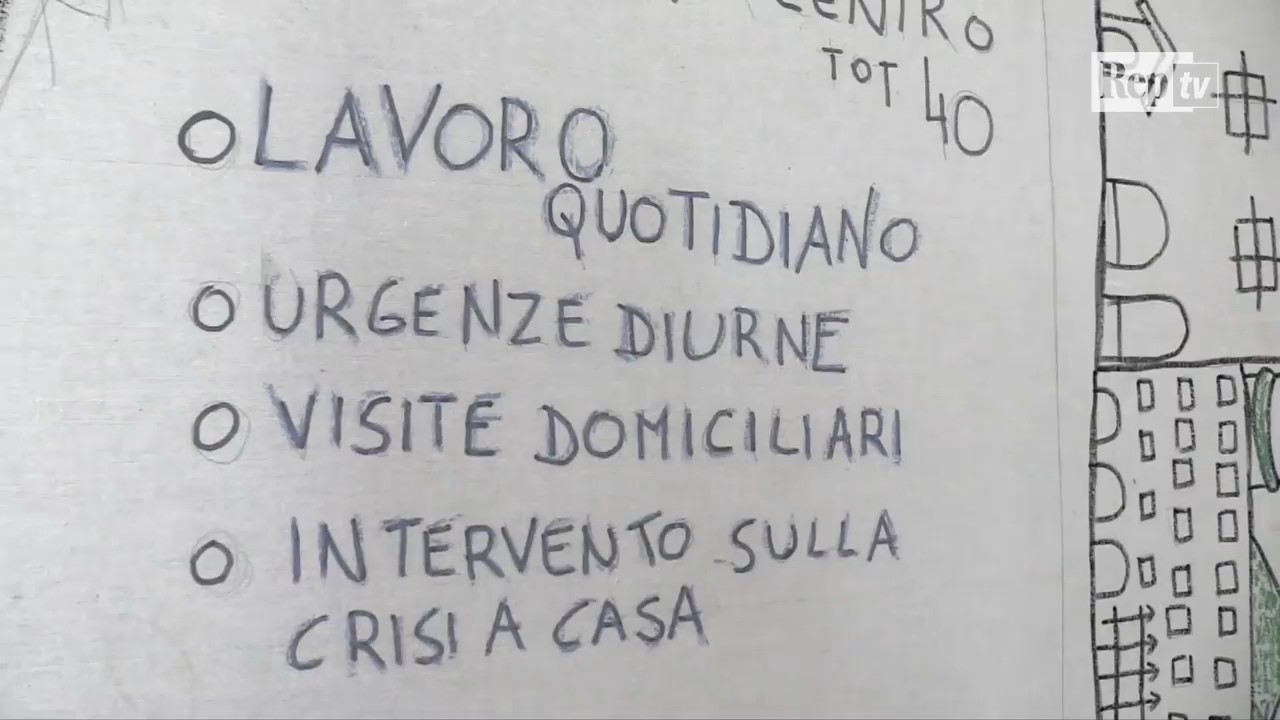 CENTRO
TOT 40
LAVORO
QUOTIDIANO
URGENZE DIURNE
VISITE DOMICILIARI
INTERVENTO SULLA
CRISI A CASA
Rep tv